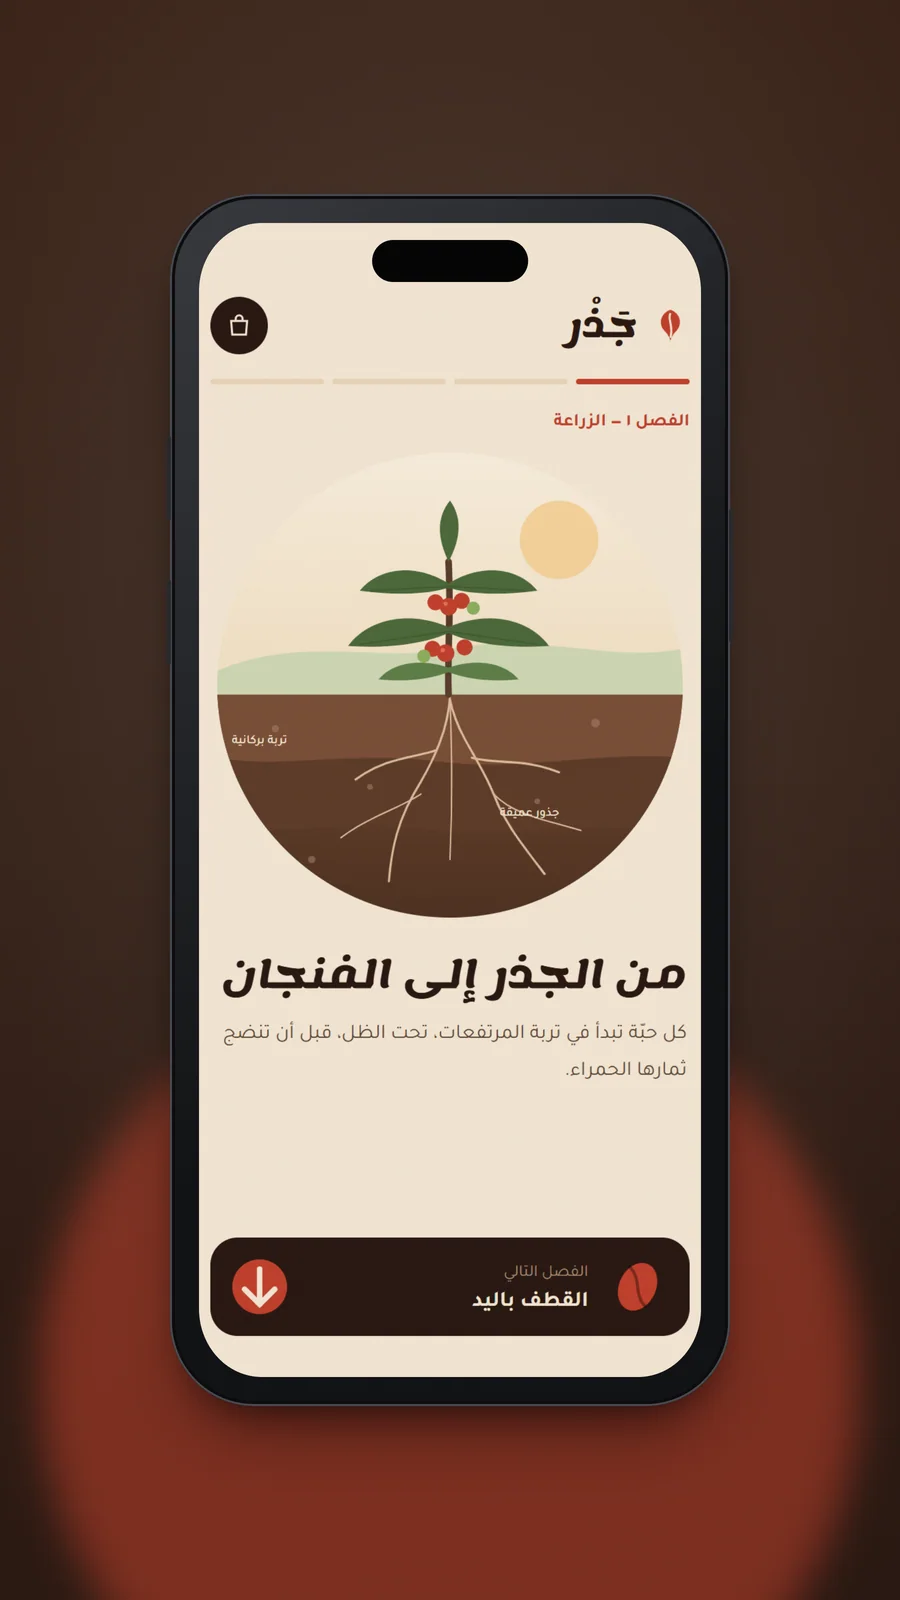 جَذْر
الفصل ١ – الزراعة
تربة بركانية
جذور عميقة
من الجذر إلى الفنجان
كل حبّة تبدأ في تربة المرتفعات، تحت الظل، قبل أن تنضج
ثمارها الحمراء.
الفصل التالي
القطف باليد